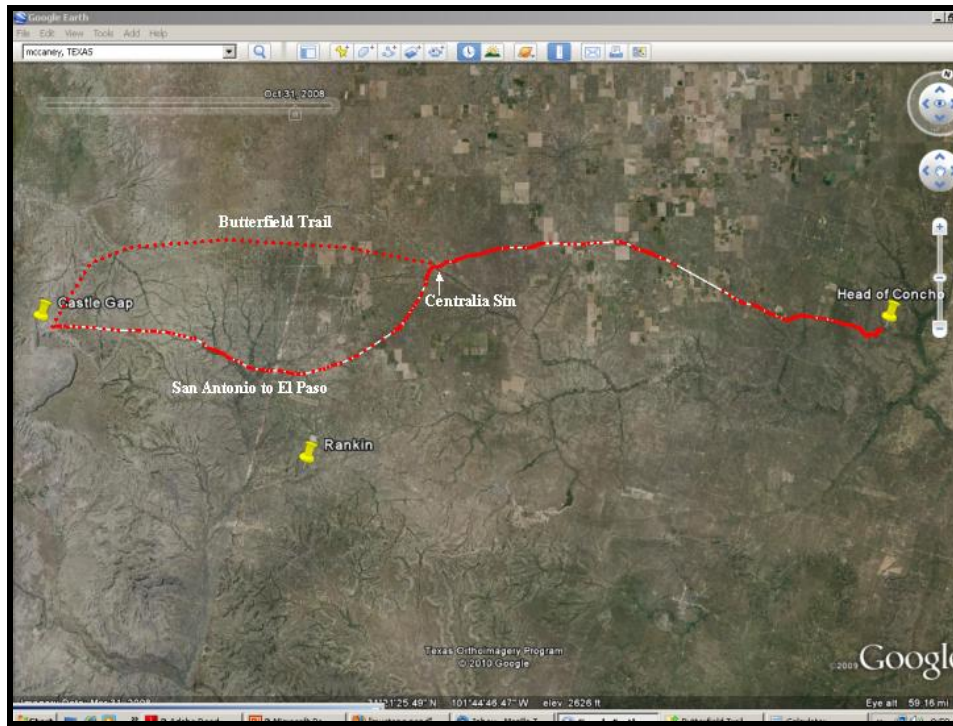 Google Earth
File Edit View Tools Add Help
mccaney, TEXAS
Oct 31, 2008
N
Butterfield Trail
Castle Gap
Centralia Stn
Head of Concho
San Antonio to El Paso
Rankin
Texas Orthoimagery Program
© 2010 Google
©2009 Google
101°44'46.47" W elev 2626 ft Eye alt 59.16 mi